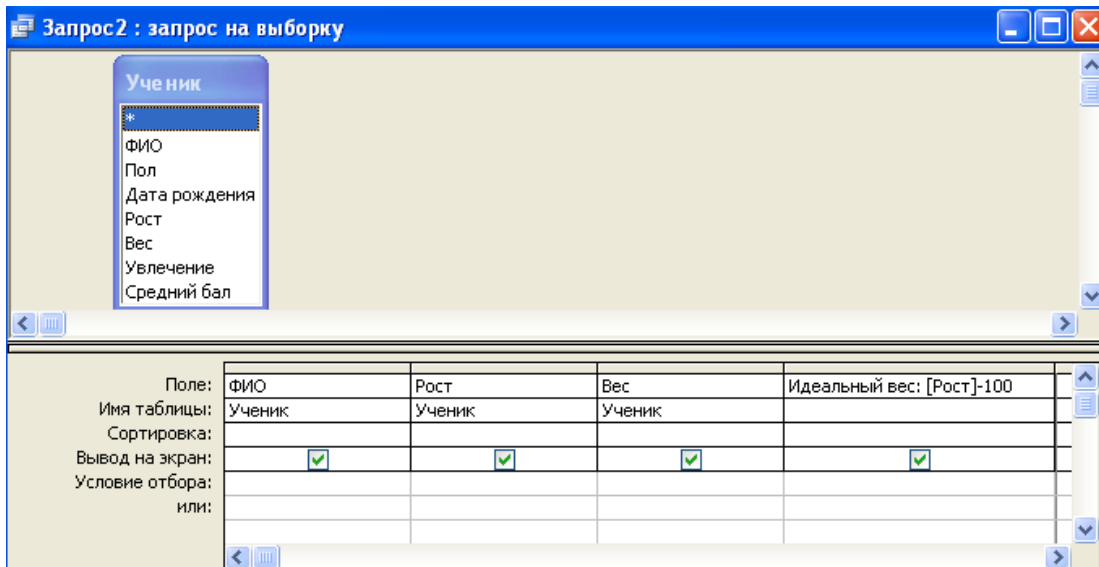 Запрос2 : запрос на выборку
Ученик
*
ФИО
Пол
Дата рождения
Рост
Вес
Увлечение
Средний бал
Поле: ФИО Рост Вес Идеальный вес: [Рост]-100
Имя таблицы: Ученик Ученик Ученик
Сортировка:
Вывод на экран:
Условие отбора:
или: